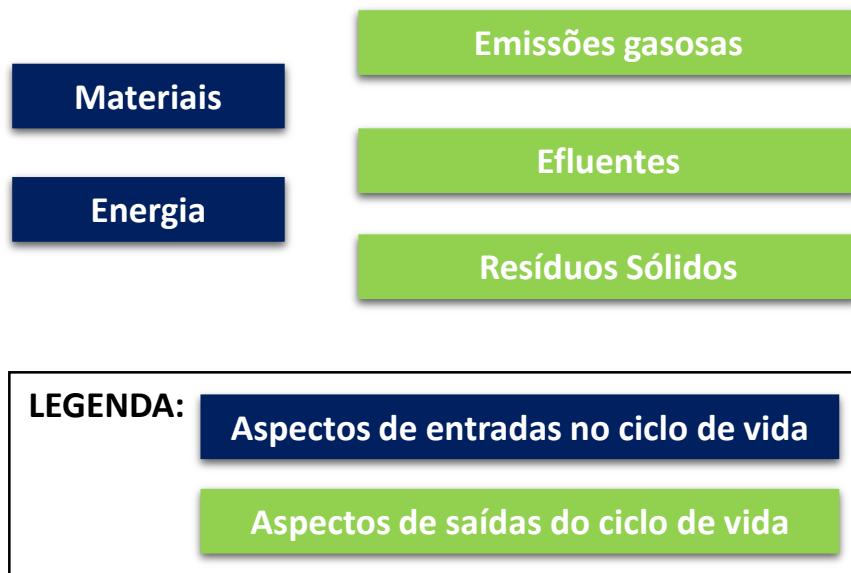 Emissões gasosas
Materiais
Efluentes
Energia
Resíduos Sólidos
LEGENDA:
Aspectos de entradas no ciclo de vida
Aspectos de saídas do ciclo de vida